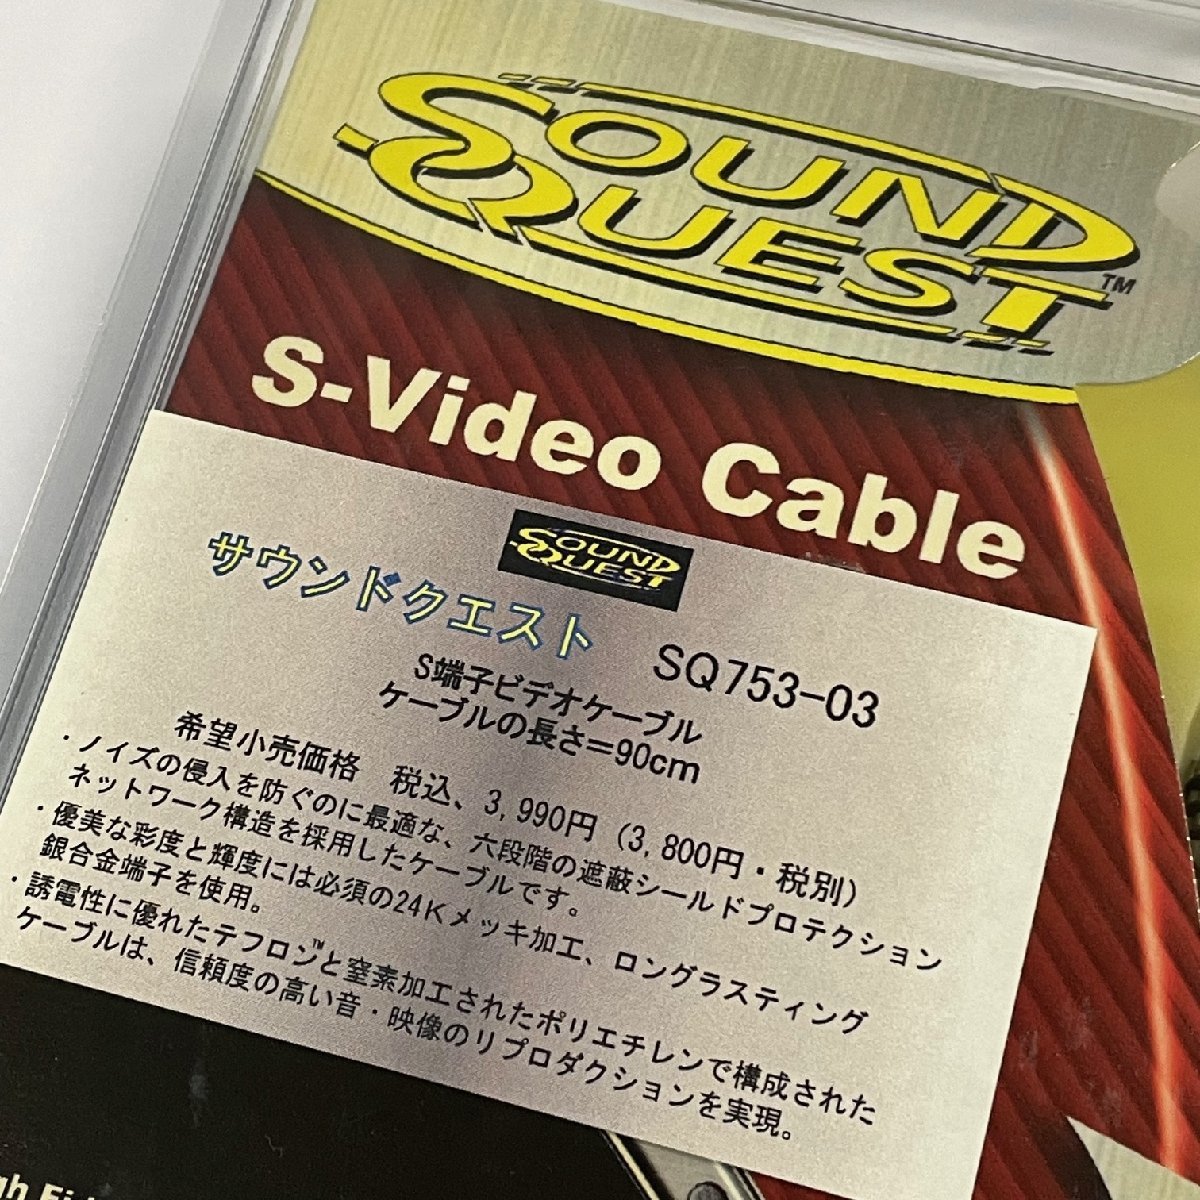 SOUND
QUEST™
S-Video Cable
SOUND
QUEST
サウンドクエスト SQ753-03
S端子ビデオケーブル
ケーブルの長さ=90cm
希望小売価格 税込、3,990円(3,800円・税別)
・ノイズの侵入を防ぐのに最適な、六段階の遮蔽シールドプロテクション
ネットワーク構造を採用したケーブルです。
・優美な彩度と輝度には必須の24Kメッキ加工、ロングラスティング
銀合金端子を使用。
・誘電性に優れたテフロン™と窒素加工されたポリエチレンで構成された
ケーブルは、信頼度の高い音・映像のリプロダクションを実現。